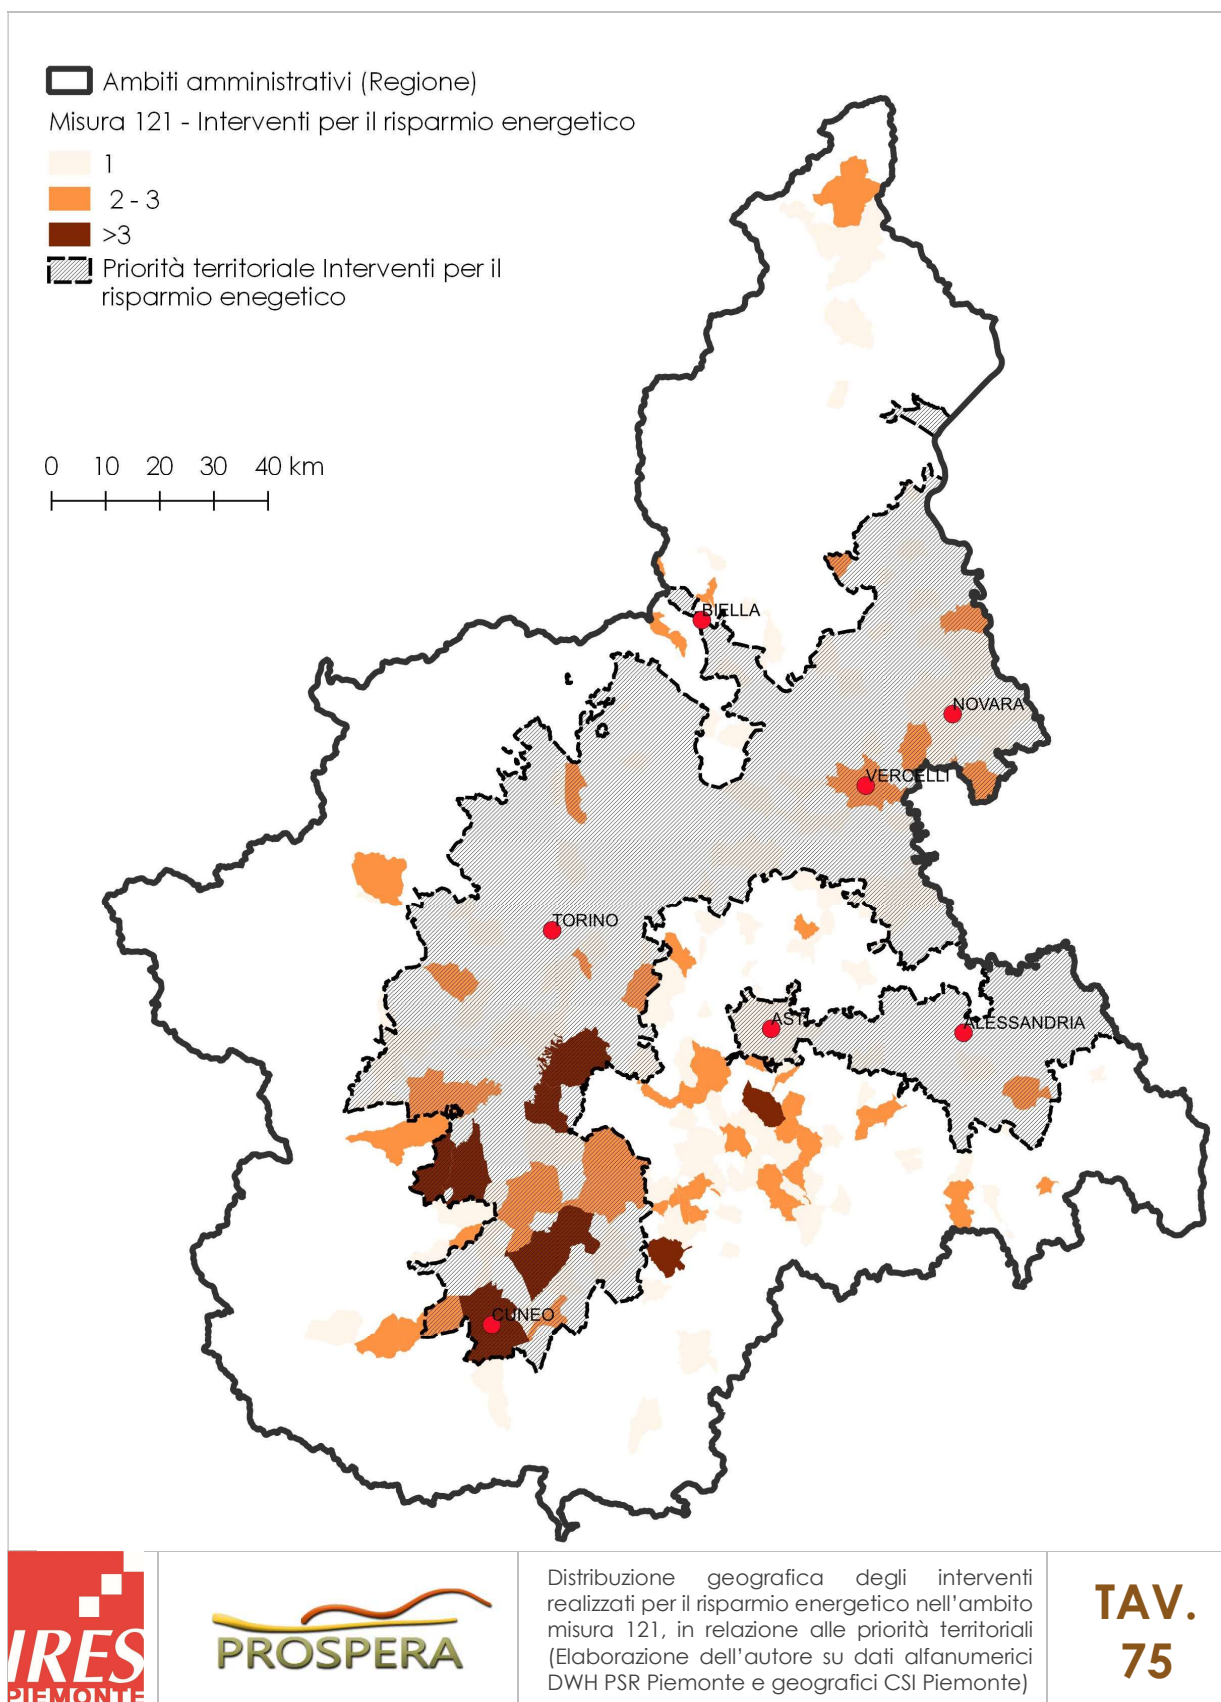 Ambiti amministrativi (Regione)
Misura 121 - Interventi per il risparmio energetico
1
2 - 3
>3
Priorità territoriale Interventi per il
risparmio enegetico
0 10 20 30 40 km
BIELLA
NOVARA
VERCELLI
TORINO
ASTI
ALESSANDRIA
CUNEO
IRES
PIEMONTE
PROSPERA
Distribuzione geografica degli interventi
realizzati per il risparmio energetico nell'ambito
misura 121, in relazione alle priorità territoriali
(Elaborazione dell'autore su dati alfanumerici
DWH PSR Piemonte e geografici CSI Piemonte)
TAV.
75